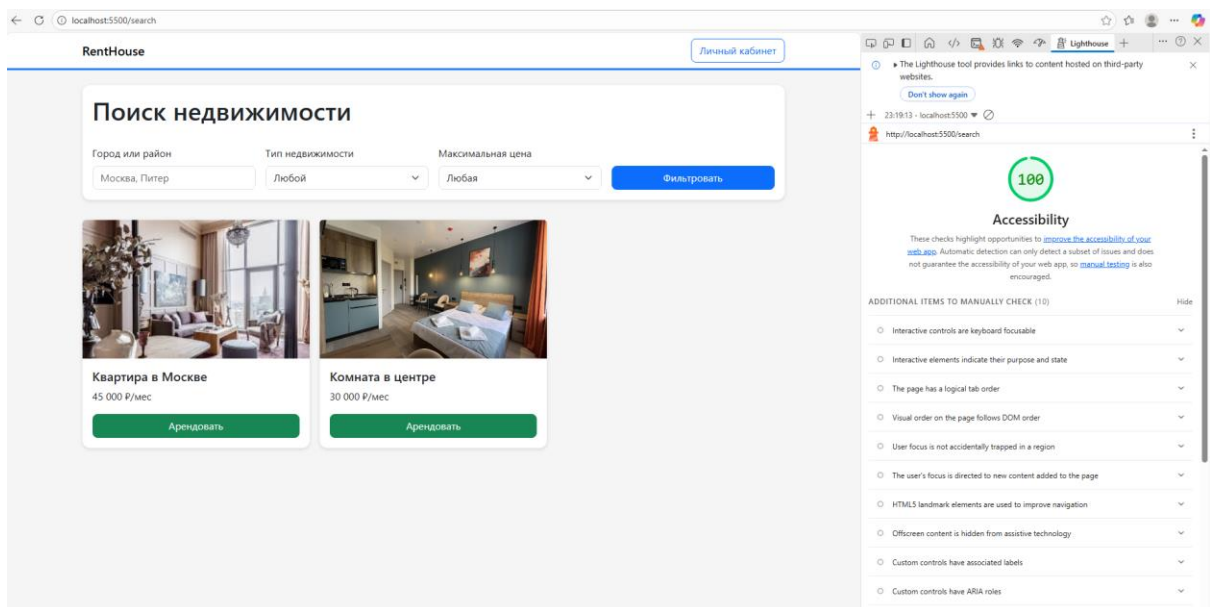 localhost:5500/search
RentHouse
Личный кабинет
Поиск недвижимости
Город или район
Тип недвижимости
Максимальная цена
Москва, Питер
Любой
Любая
Фильтровать
Квартира в Москве
45 000 ₽/мес
Арендовать
Комната в центре
30 000 ₽/мес
Арендовать
Lighthouse
The Lighthouse tool provides links to content hosted on third-party
websites.
Don't show again
23:19:13 - localhost:5500
http://localhost:5500/search
100
Accessibility
These checks highlight opportunities to improve the accessibility of your
web app. Automatic detection can only detect a subset of issues and does
not guarantee the accessibility of your web app, so manual testing is also
encouraged.
ADDITIONAL ITEMS TO MANUALLY CHECK (10)
Hide
Interactive controls are keyboard focusable
Interactive elements indicate their purpose and state
The page has a logical tab order
Visual order on the page follows DOM order
User focus is not accidentally trapped in a region
The user's focus is directed to new content added to the page
HTML5 landmark elements are used to improve navigation
Offscreen content is hidden from assistive technology
Custom controls have associated labels
Custom controls have ARIA roles